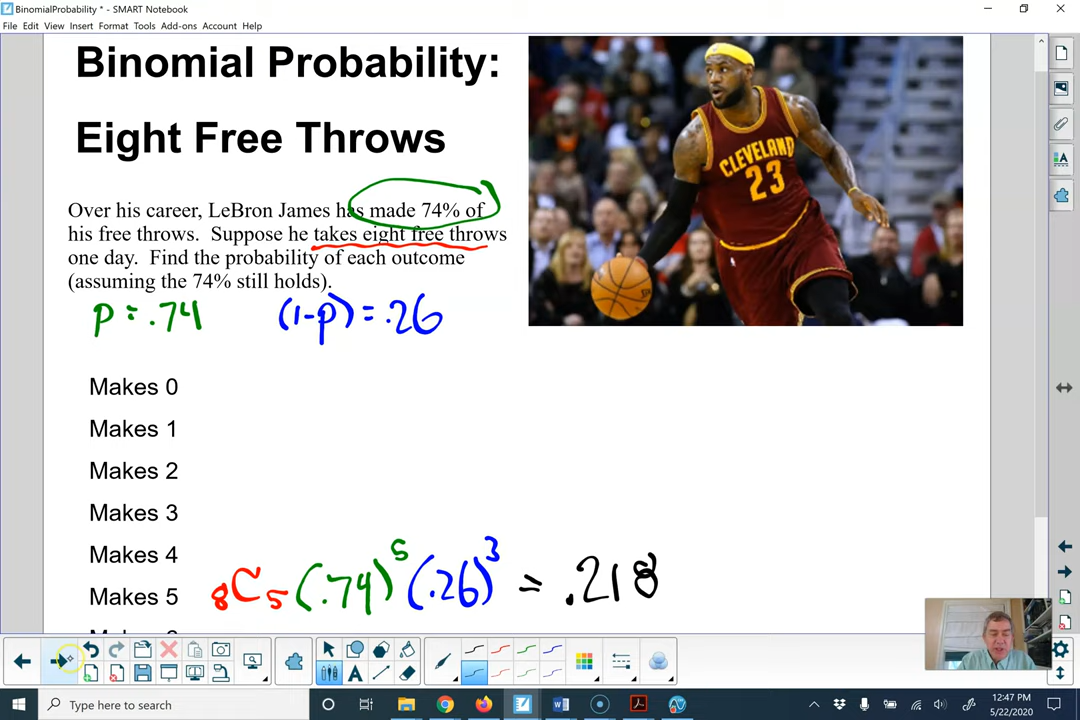 BinomialProbability * - SMART Notebook
File Edit View Insert Format Tools Add-ons Account Help
Binomial Probability:
Eight Free Throws
CLEVELAND
23
Over his career, LeBron James has made 74% of
his free throws. Suppose he takes eight free throws
one day. Find the probability of each outcome
(assuming the 74% still holds).
p = .74 (1-p) = .26
Makes 0
Makes 1
Makes 2
Makes 3
Makes 4
Makes 5 8C5 (.74)^5 (.26)^3 = .218
Type here to search
12:47 PM
5/22/2020